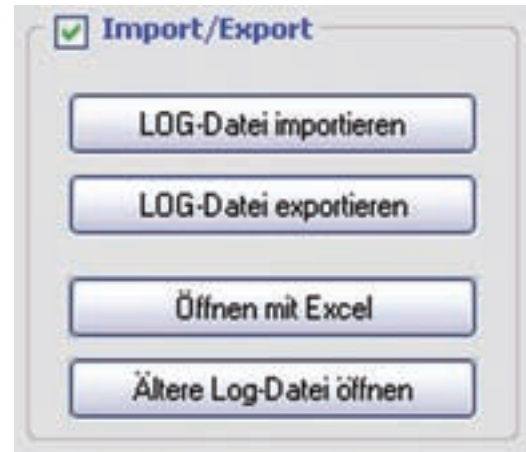 Import/Export
LOG-Datei importieren
LOG-Datei exportieren
Öffnen mit Excel
Ältere Log-Datei öffnen